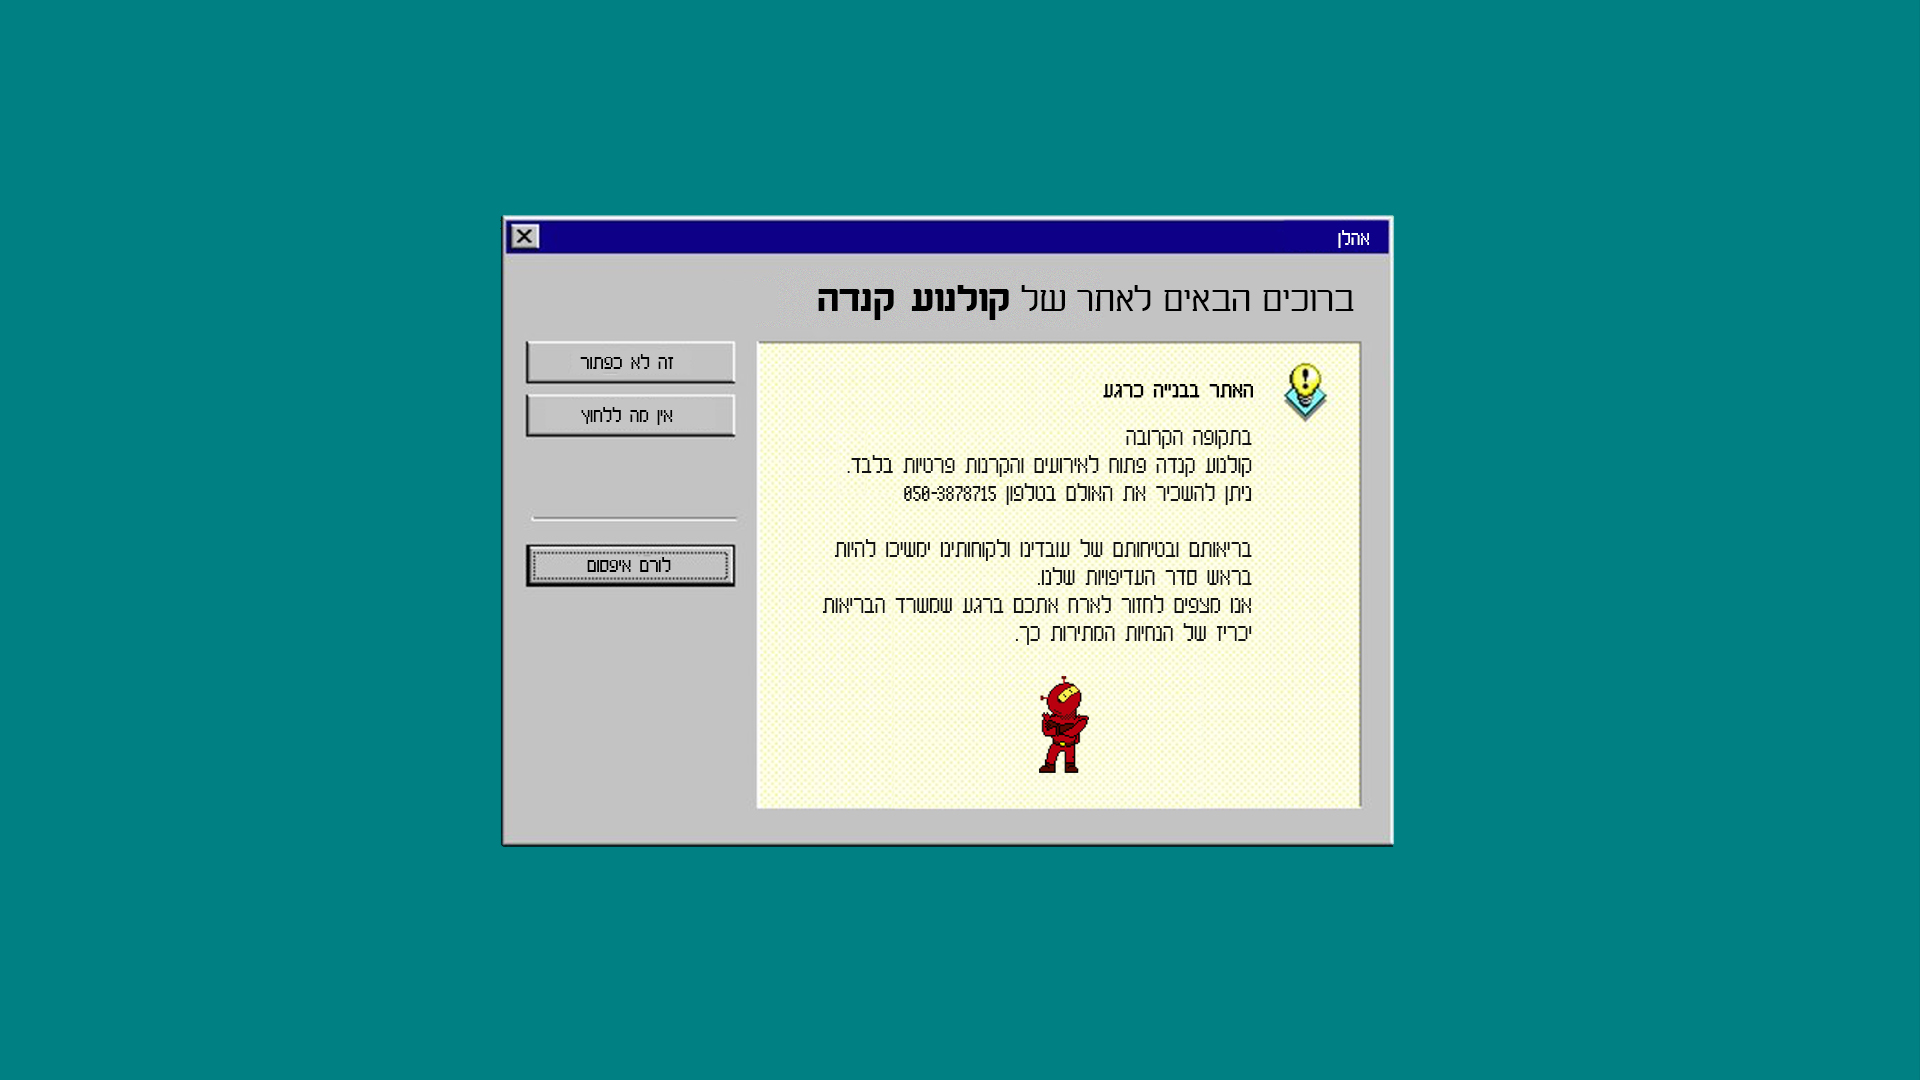 אהלן
ברוכים הבאים לאתר של קולנוע קנדה
האתר בבנייה כרגע
בתקופה הקרובה
קולנוע קנדה פתוח לאירועים והקרנות פרטיות בלבד.
ניתן להשכיר את האולם בטלפון 050-3878715
בריאותם ובטיחותם של עובדינו ולקוחותינו ימשיכו להיות
בראש סדר העדיפויות שלנו.
אנו מצפים לחזור לארח אתכם ברגע שמשרד הבריאות
יכריז של הנחיות המתירות כך.
זה לא כפתור
אין מה ללחוץ
לורם איפסום